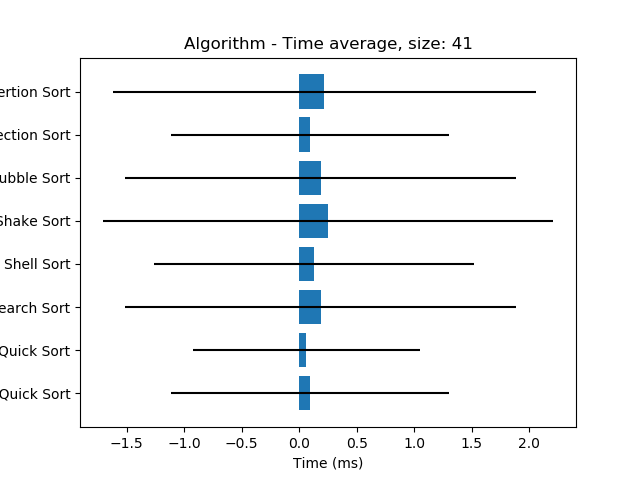 Algorithm - Time average, size: 41
ertion Sort
ection Sort
ubble Sort
Shake Sort
Shell Sort
earch Sort
Quick Sort
Quick Sort
−1.5 −1.0 −0.5 0.0 0.5 1.0 1.5 2.0
Time (ms)